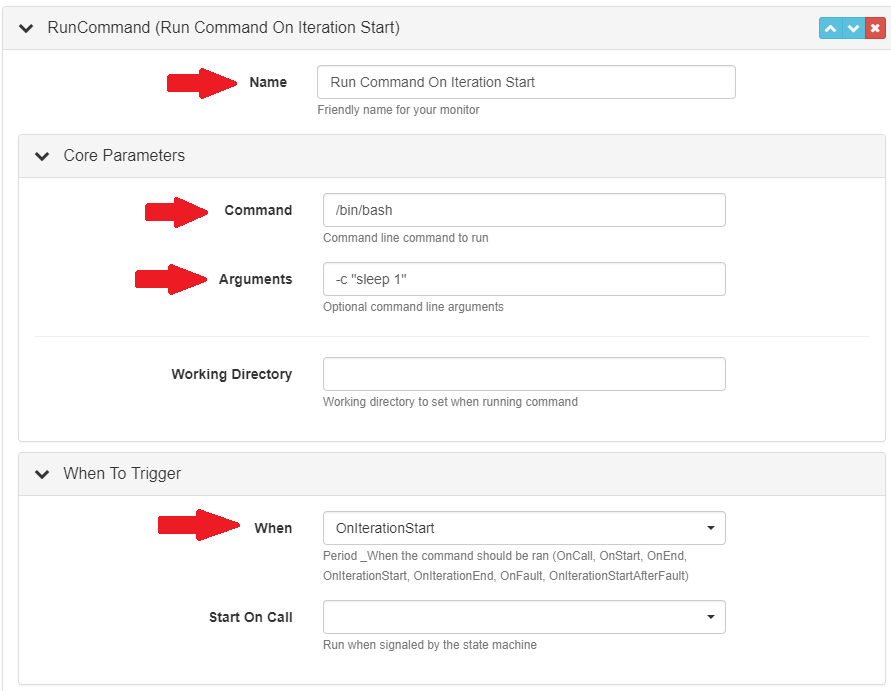 RunCommand (Run Command On Iteration Start)
Name
Run Command On Iteration Start
Friendly name for your monitor
Core Parameters
Command
/bin/bash
Command line command to run
Arguments
-c "sleep 1"
Optional command line arguments
Working Directory
Working directory to set when running command
When To Trigger
When
OnIterationStart
Period _When the command should be ran (OnCall, OnStart, OnEnd,
OnIterationStart, OnIterationEnd, OnFault, OnIterationStartAfterFault)
Start On Call
Run when signaled by the state machine